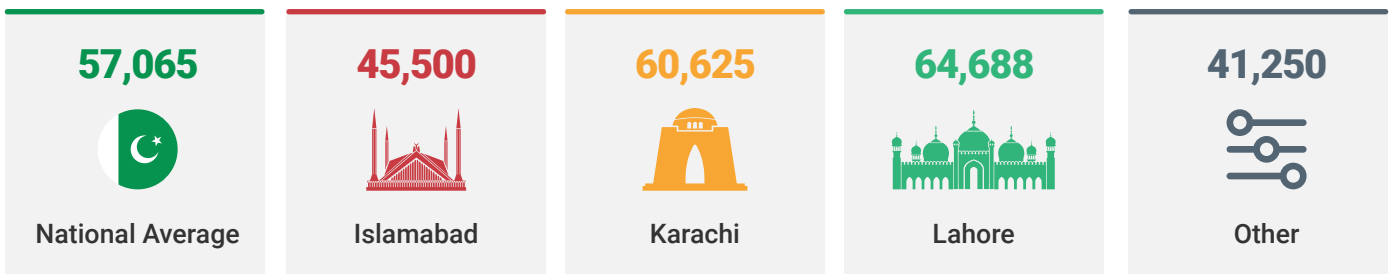 57,065
National Average
45,500
Islamabad
60,625
Karachi
64,688
Lahore
41,250
Other